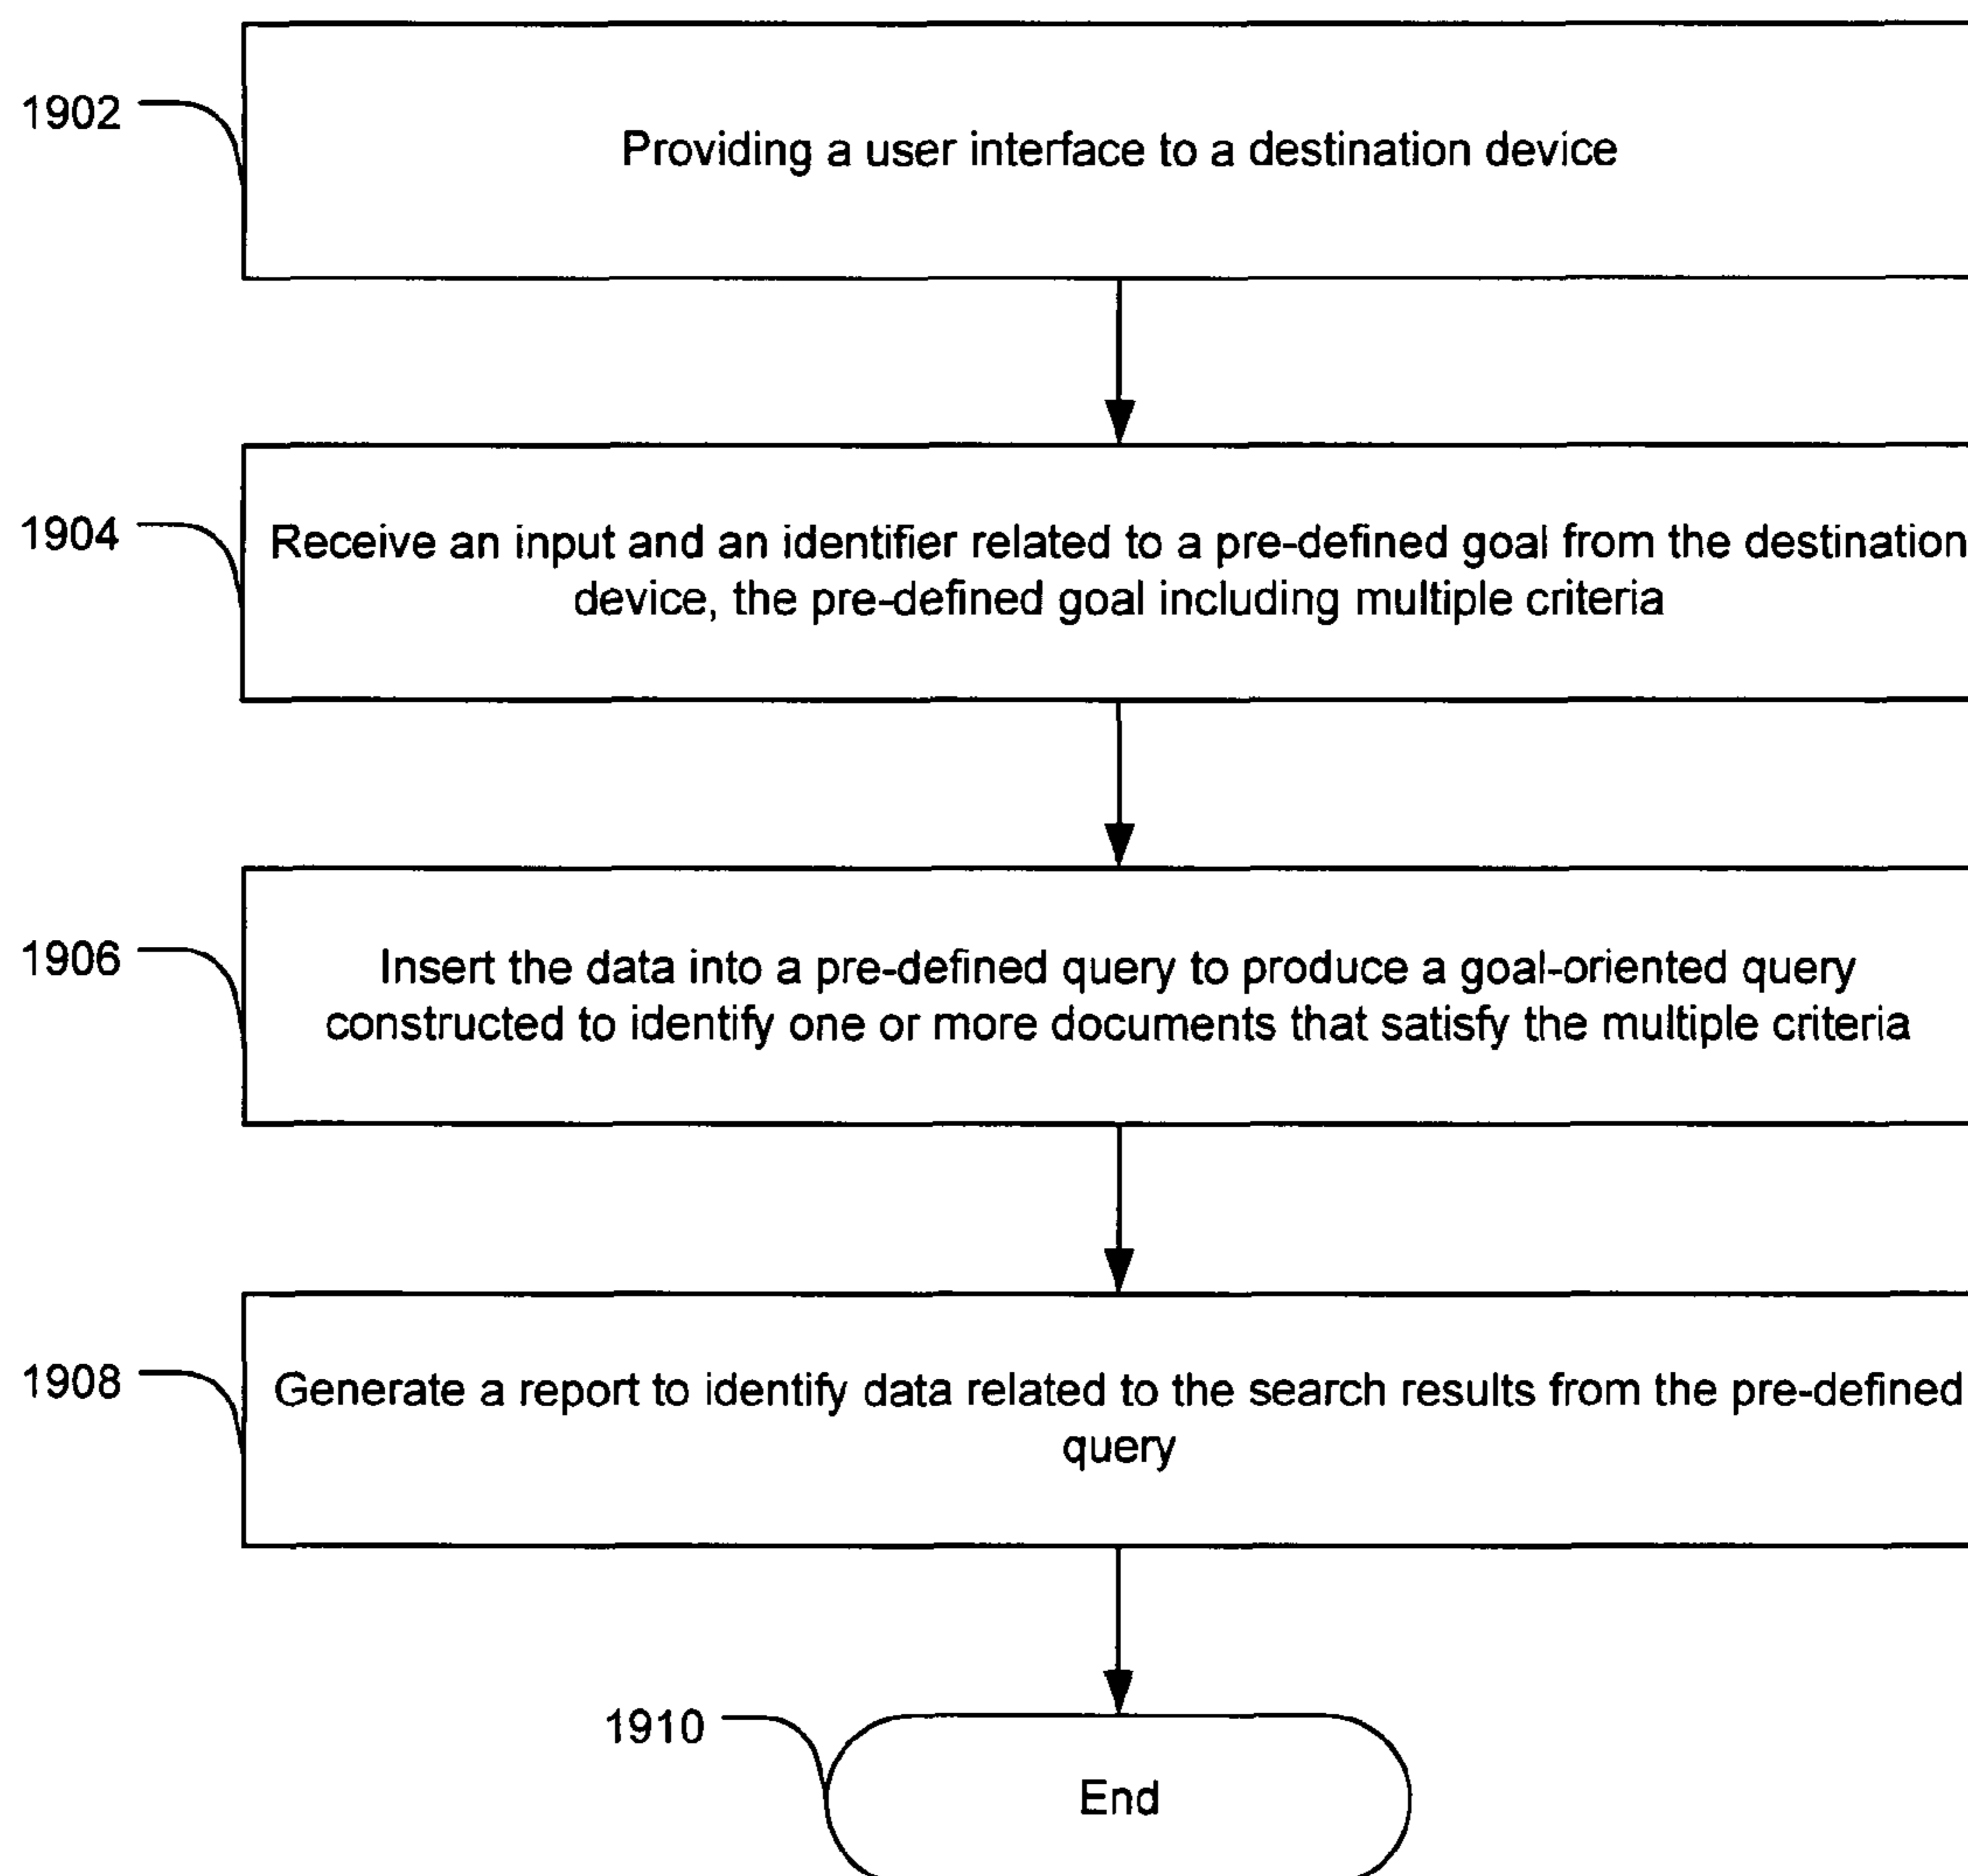 1902
Providing a user interface to a destination device
1904
Receive an input and an identifier related to a pre-defined goal from the destination
device, the pre-defined goal including multiple criteria
1906
Insert the data into a pre-defined query to produce a goal-oriented query
constructed to identify one or more documents that satisfy the multiple criteria
1908
Generate a report to identify data related to the search results from the pre-defined
query
1910
End